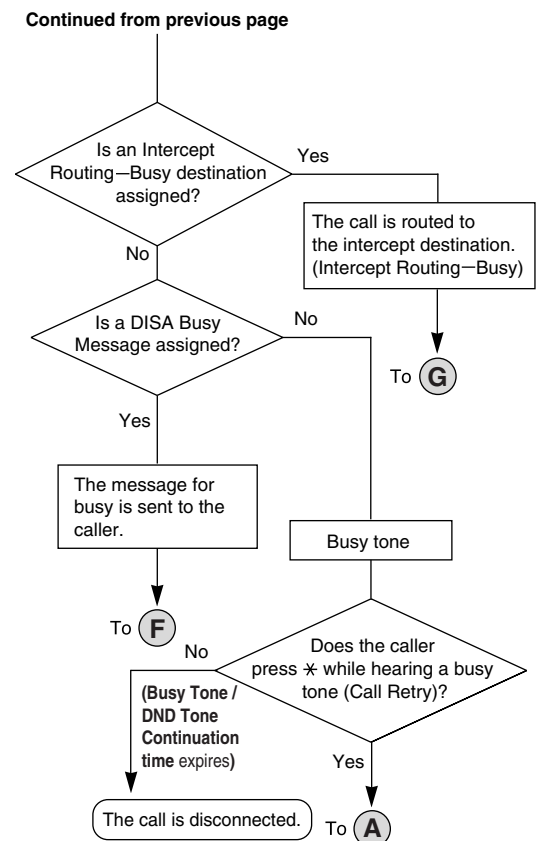 Continued from previous page
Is an Intercept
Routing—Busy destination
assigned?
Yes
The call is routed to
the intercept destination.
(Intercept Routing—Busy)
No
Is a DISA Busy
Message assigned?
No
To G
Yes
The message for
busy is sent to the
caller.
Busy tone
To F
No
Does the caller
press * while hearing a busy
tone (Call Retry)?
(Busy Tone /
DND Tone
Continuation
time expires)
Yes
The call is disconnected.
To A